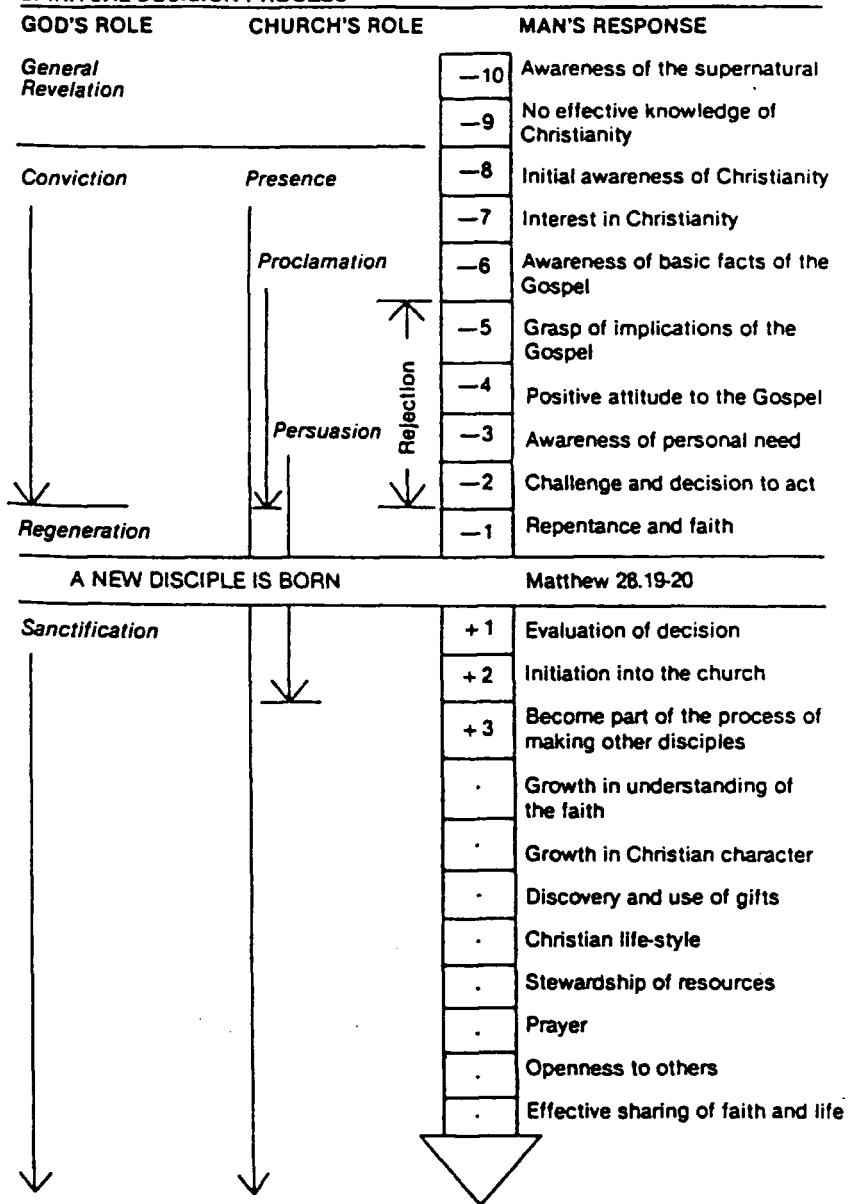 GOD'S ROLE CHURCH'S ROLE MAN'S RESPONSE
General
Revelation
—10 Awareness of the supernatural
—9 No effective knowledge of
Christianity
Conviction Presence —8 Initial awareness of Christianity
—7 Interest in Christianity
Proclamation —6 Awareness of basic facts of the
Gospel
Rejection
—5 Grasp of implications of the
Gospel
—4 Positive attitude to the Gospel
Persuasion —3 Awareness of personal need
—2 Challenge and decision to act
Regeneration —1 Repentance and faith
A NEW DISCIPLE IS BORN Matthew 28.19-20
Sanctification +1 Evaluation of decision
+2 Initiation into the church
+3 Become part of the process of
making other disciples
Growth in understanding of
the faith
Growth in Christian character
Discovery and use of gifts
Christian life-style
Stewardship of resources
Prayer
Openness to others
Effective sharing of faith and life